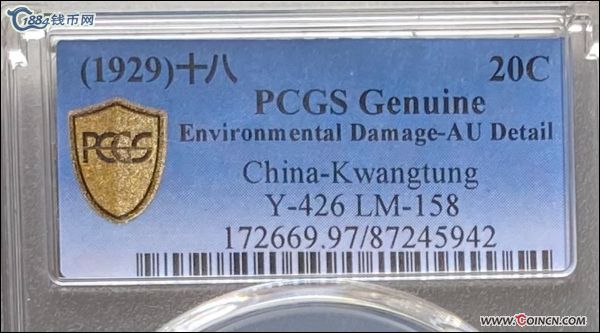 1884钱币网
(1929)十八 20C
PCGS Genuine
Environmental Damage-AU Detail
PCGS
China-Kwangtung
Y-426 LM-158
172669.97/87245942
www.COINCN.com